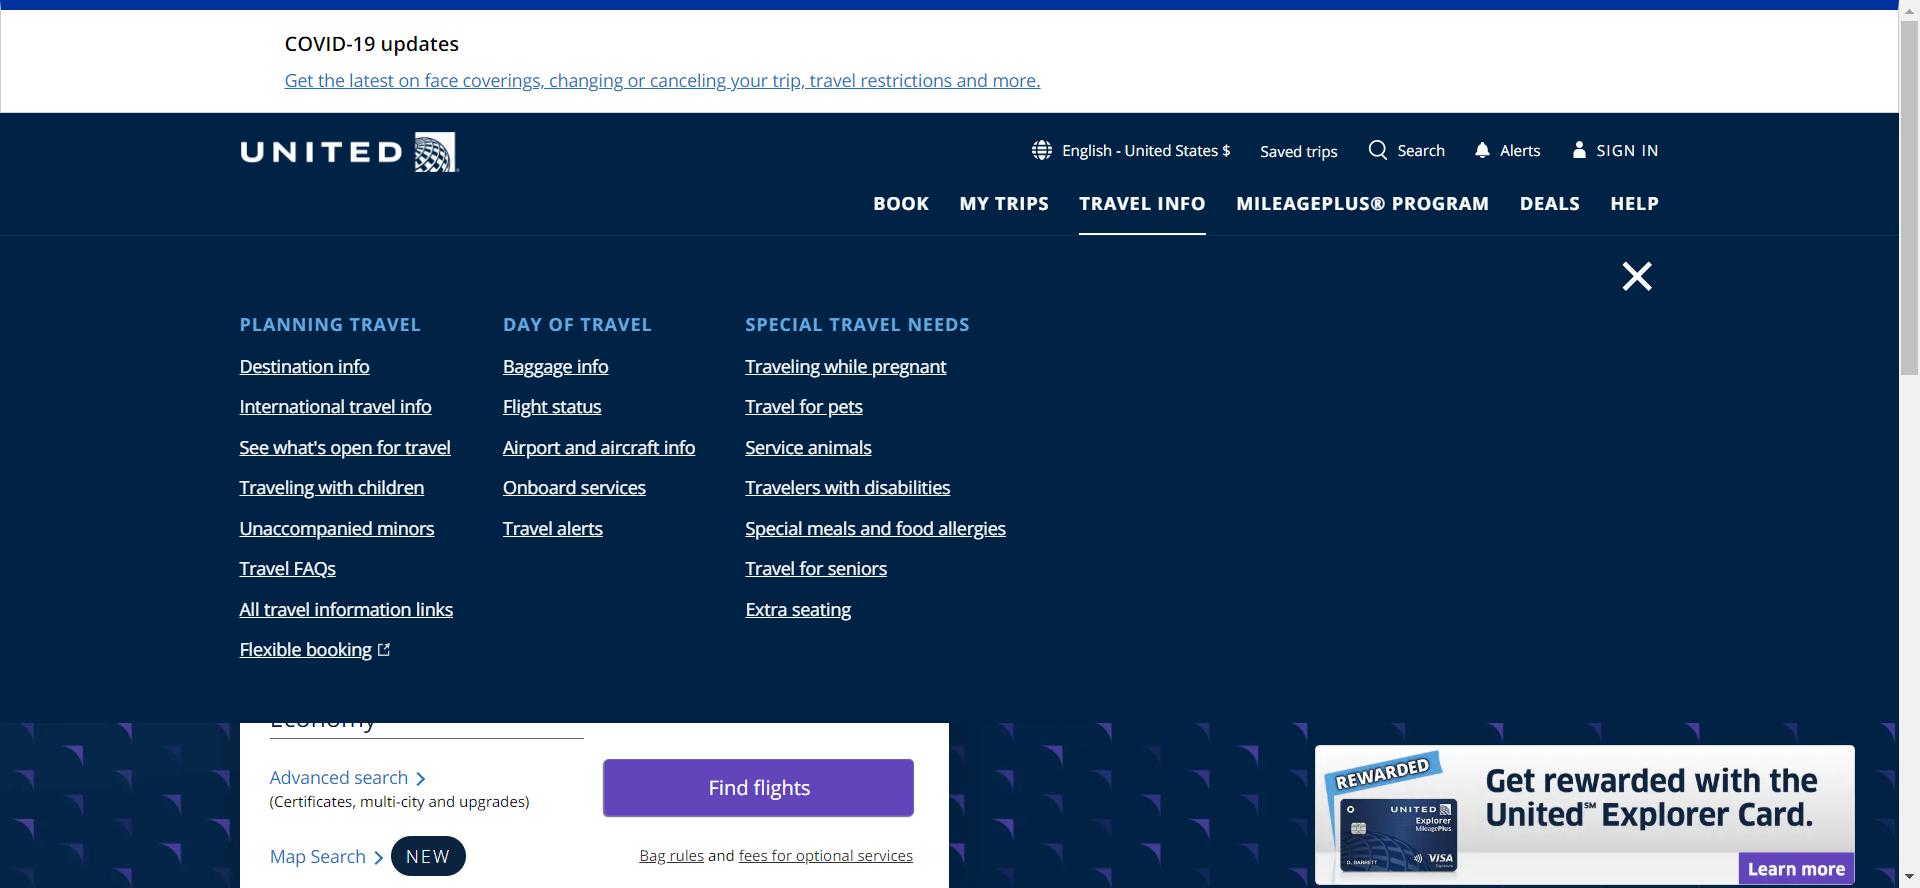 COVID-19 updates
Get the latest on face coverings, changing or canceling your trip, travel restrictions and more.
UNITED
English - United States $
Saved trips
Search
Alerts
SIGN IN
BOOK
MY TRIPS
TRAVEL INFO
MILEAGEPLUS® PROGRAM
DEALS
HELP
PLANNING TRAVEL
Destination info
International travel info
See what's open for travel
Traveling with children
Unaccompanied minors
Travel FAQs
All travel information links
Flexible booking
DAY OF TRAVEL
Baggage info
Flight status
Airport and aircraft info
Onboard services
Travel alerts
SPECIAL TRAVEL NEEDS
Traveling while pregnant
Travel for pets
Service animals
Travelers with disabilities
Special meals and food allergies
Travel for seniors
Extra seating
Economy
Advanced search
(Certificates, multi-city and upgrades)
Find flights
Map Search
NEW
Bag rules and fees for optional services
REWARDED
UNITED
Explorer
MileagePlus
D. BARRETT
VISA
Signature
Get rewarded with the
United℠ Explorer Card.
Learn more